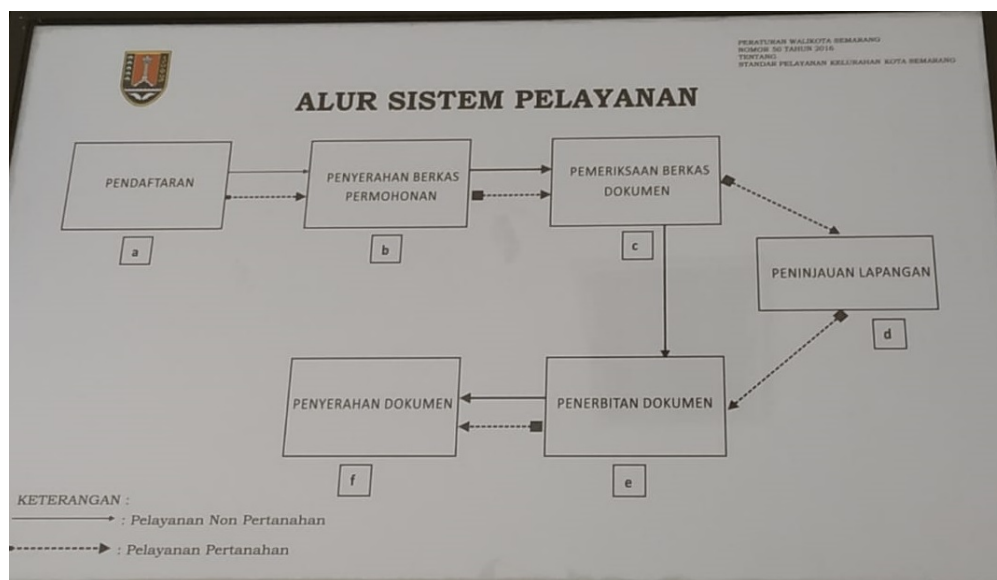 PERATURAN WALIKOTA SEMARANG
NOMOR 50 TAHUN 2016
TENTANG
STANDAR PELAYANAN KELURAHAN KOTA SEMARANG
ALUR SISTEM PELAYANAN
PENDAFTARAN
a
PENYERAHAN BERKAS
PERMOHONAN
b
PEMERIKSAAN BERKAS
DOKUMEN
c
PENINJAUAN LAPANGAN
d
PENERBITAN DOKUMEN
e
PENYERAHAN DOKUMEN
f
KETERANGAN :
: Pelayanan Non Pertanahan
: Pelayanan Pertanahan